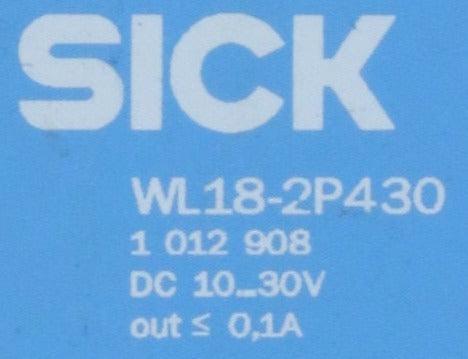 SICK
WL18-2P430
1 012 908
DC 10...30V
out ≤ 0,1A